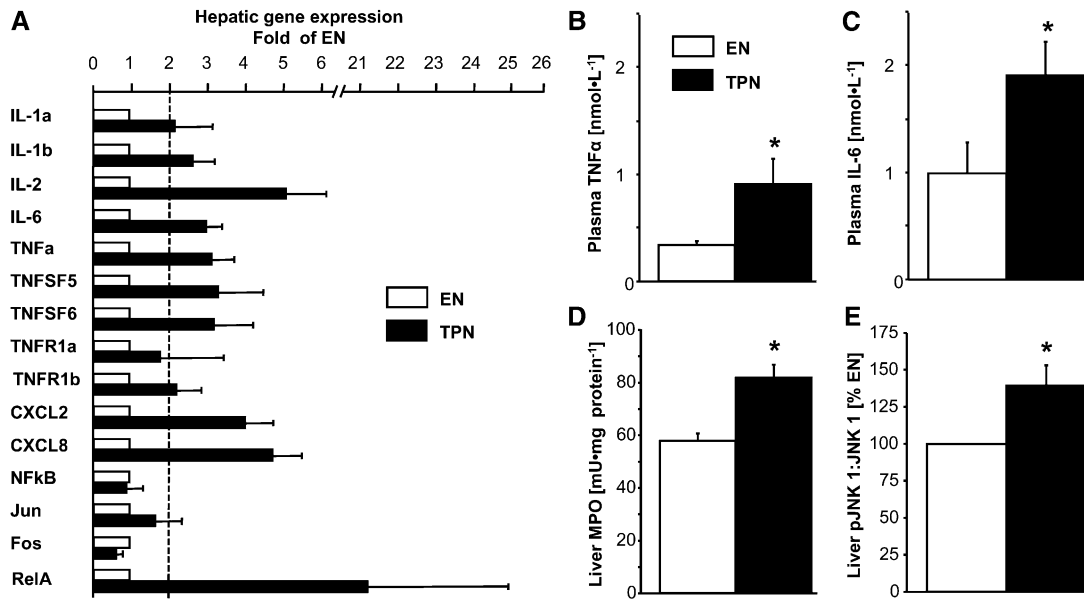 A
Hepatic gene expression
Fold of EN
0 1 2 3 4 5 6 21 22 23 24 25 26
IL-1a
IL-1b
IL-2
IL-6
TNFa
TNFSF5
TNFSF6
TNFR1a
TNFR1b
CXCL2
CXCL8
NFkB
Jun
Fos
RelA
EN
TPN
B
Plasma TNFα [nmol•L-1]
2
1
0
EN
TPN
*
C
Plasma IL-6 [nmol•L-1]
2
1
0
*
D
Liver MPO [mU•mg protein-1]
100
80
60
40
20
0
*
E
Liver pJNK 1:JNK 1 [% EN]
175
150
125
100
75
50
25
0
*